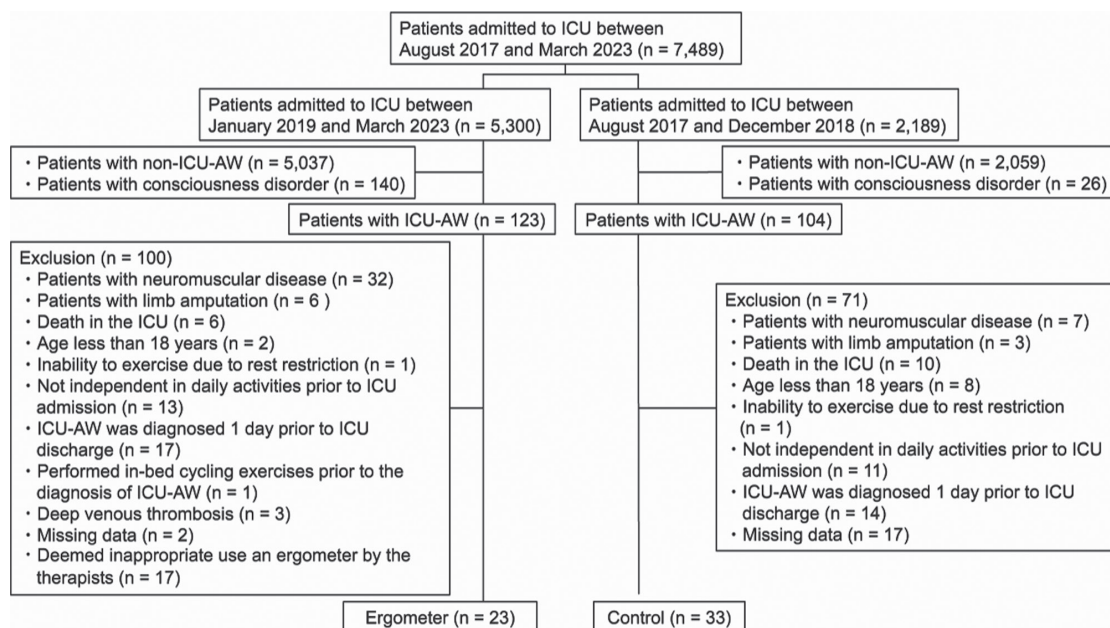 Patients admitted to ICU between
August 2017 and March 2023 (n = 7,489)
Patients admitted to ICU between
January 2019 and March 2023 (n = 5,300)
Patients admitted to ICU between
August 2017 and December 2018 (n = 2,189)
・Patients with non-ICU-AW (n = 5,037)
・Patients with consciousness disorder (n = 140)
・Patients with non-ICU-AW (n = 2,059)
・Patients with consciousness disorder (n = 26)
Patients with ICU-AW (n = 123)
Patients with ICU-AW (n = 104)
Exclusion (n = 100)
・Patients with neuromuscular disease (n = 32)
・Patients with limb amputation (n = 6 )
・Death in the ICU (n = 6)
・Age less than 18 years (n = 2)
・Inability to exercise due to rest restriction (n = 1)
・Not independent in daily activities prior to ICU
admission (n = 13)
・ICU-AW was diagnosed 1 day prior to ICU
discharge (n = 17)
・Performed in-bed cycling exercises prior to the
diagnosis of ICU-AW (n = 1)
・Deep venous thrombosis (n = 3)
・Missing data (n = 2)
・Deemed inappropriate use an ergometer by the
therapists (n = 17)
Exclusion (n = 71)
・Patients with neuromuscular disease (n = 7)
・Patients with limb amputation (n = 3)
・Death in the ICU (n = 10)
・Age less than 18 years (n = 8)
・Inability to exercise due to rest restriction
(n = 1)
・Not independent in daily activities prior to ICU
admission (n = 11)
・ICU-AW was diagnosed 1 day prior to ICU
discharge (n = 14)
・Missing data (n = 17)
Ergometer (n = 23)
Control (n = 33)